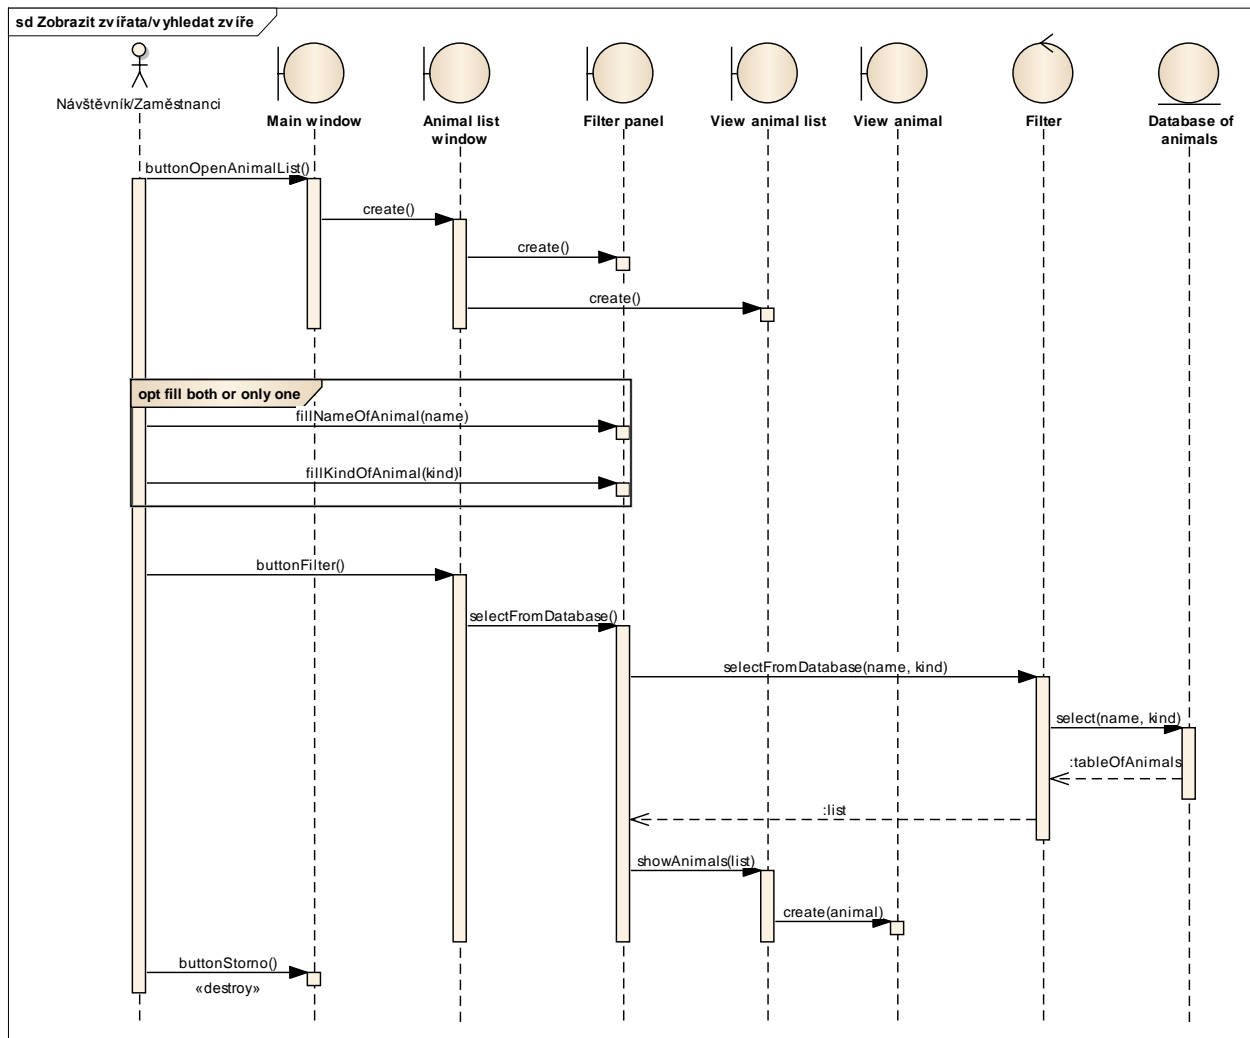 sd Zobrazit zvířata/vyhledat zvíře
Návštěvník/Zaměstnanci
Main window
Animal list
window
Filter panel
View animal list
View animal
Filter
Database of
animals
buttonOpenAnimalList()
create()
create()
create()
opt fill both or only one
fillNameOfAnimal(name)
fillKindOfAnimal(kind)
buttonFilter()
selectFromDatabase()
selectFromDatabase(name, kind)
select(name, kind)
:tableOfAnimals
:list
showAnimals(list)
create(animal)
buttonStorno()
«destroy»